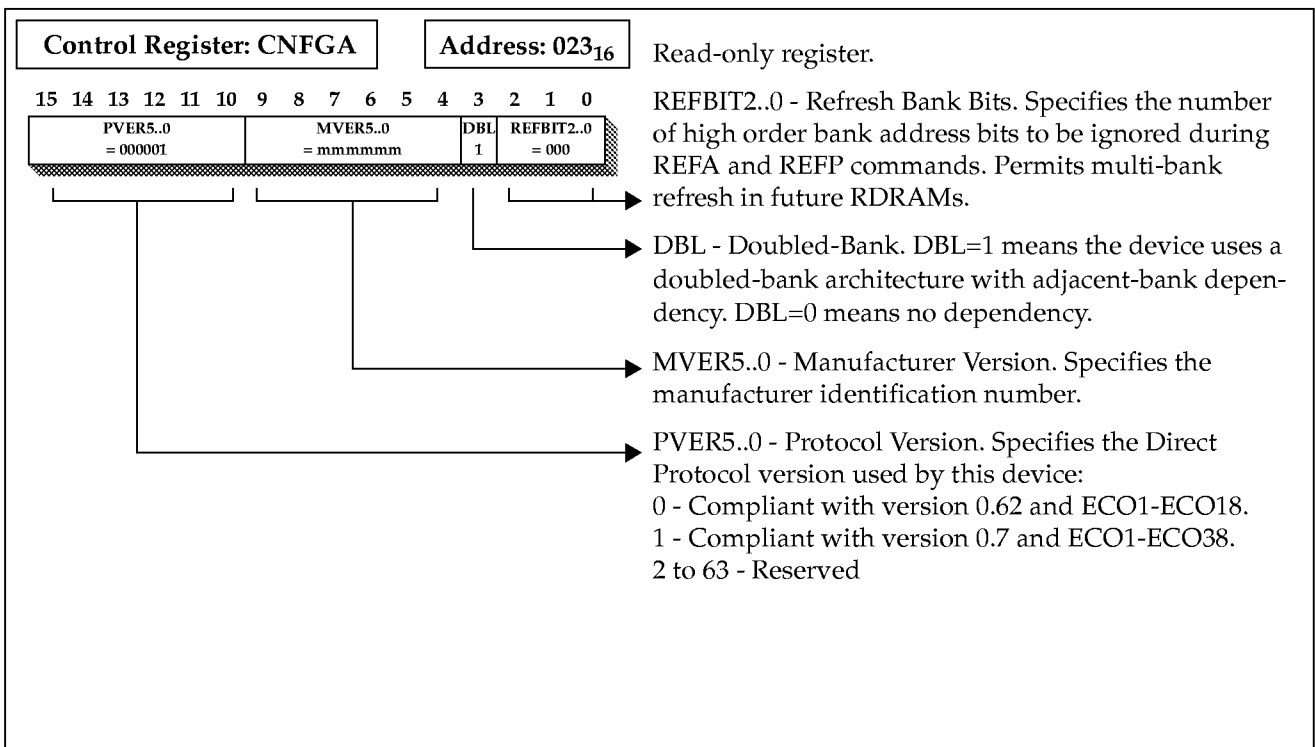 Control Register: CNFGA
Address: 023₁₆
15 14 13 12 11 10 9 8 7 6 5 4 3 2 1 0
PVER5..0
= 000001
MVER5..0
= mmmmmm
DBL
1
REFBIT2..0
= 000
Read-only register.
REFBIT2..0 - Refresh Bank Bits. Specifies the number
of high order bank address bits to be ignored during
REFA and REFP commands. Permits multi-bank
refresh in future RDRAMs.
DBL - Doubled-Bank. DBL=1 means the device uses a
doubled-bank architecture with adjacent-bank depen-
dency. DBL=0 means no dependency.
MVER5..0 - Manufacturer Version. Specifies the
manufacturer identification number.
PVER5..0 - Protocol Version. Specifies the Direct
Protocol version used by this device:
0 - Compliant with version 0.62 and ECO1-ECO18.
1 - Compliant with version 0.7 and ECO1-ECO38.
2 to 63 - Reserved